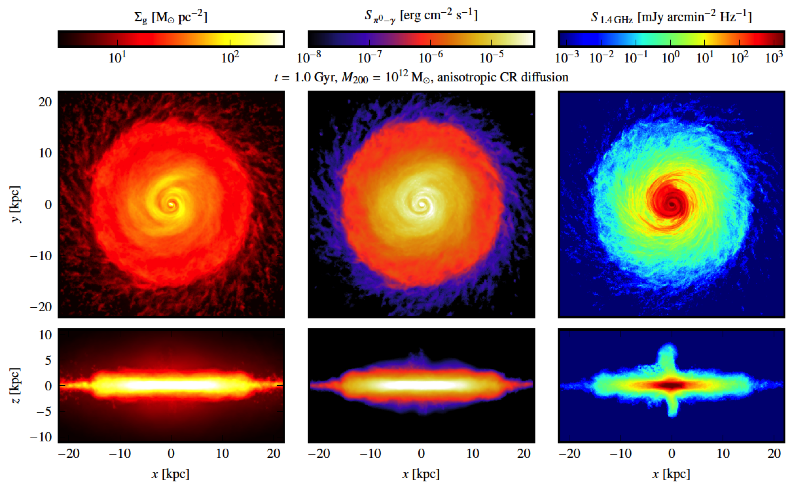 Σg [M⊙ pc−2] Sπ0−γ [erg cm−2 s−1] S1.4 GHz [mJy arcmin−2 Hz−1]
10^1 10^2 10^−8 10^−7 10^−6 10^−5 10^−3 10^−2 10^−1 10^0 10^1 10^2 10^3
t = 1.0 Gyr, M200 = 10^12 M⊙, anisotropic CR diffusion
20
10
0
−10
−20
y [kpc]
10
5
0
−5
−10
z [kpc]
−20 −10 0 10 20 −20 −10 0 10 20 −20 −10 0 10 20
x [kpc] x [kpc] x [kpc]